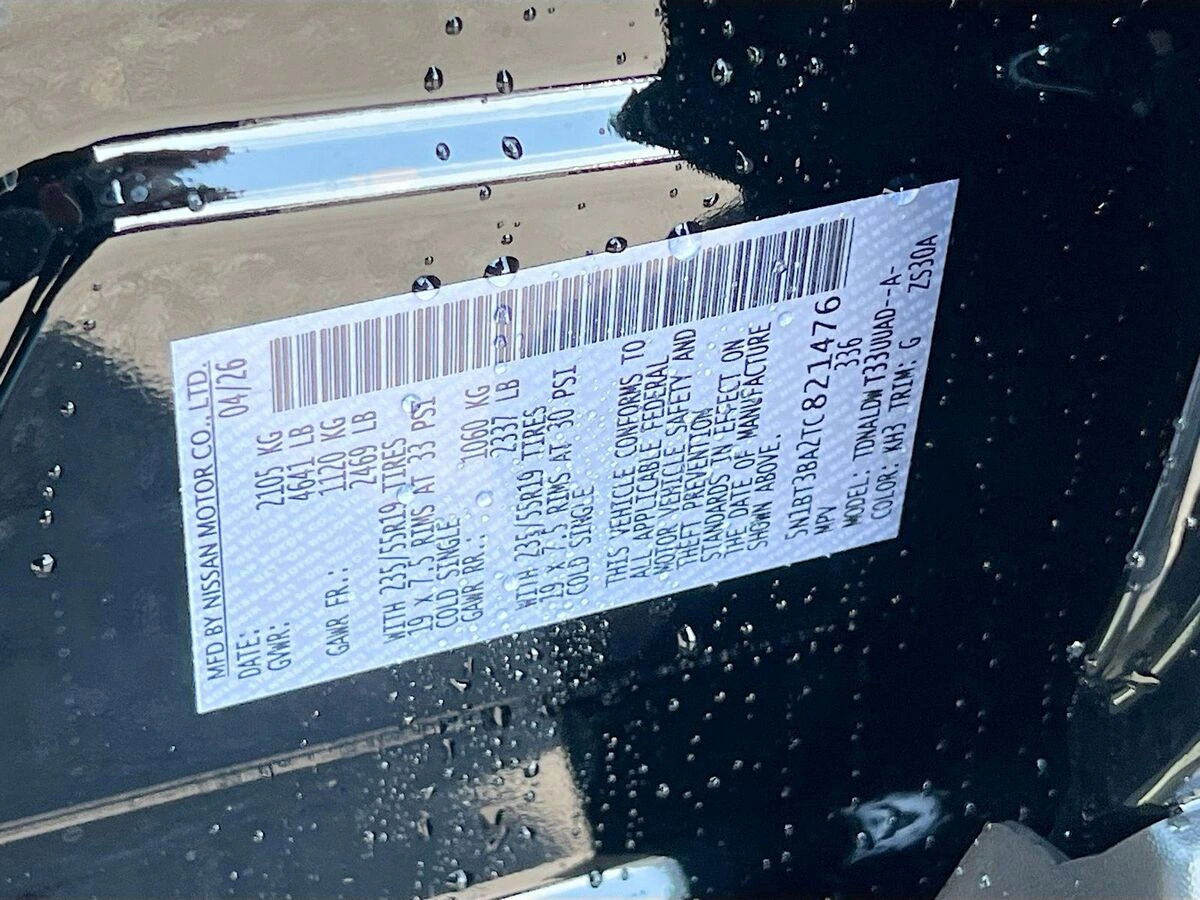 MFD BY NISSAN MOTOR CO.,LTD.
DATE: 04/26
GVWR: 2105 KG
4641 LB
GAWR FR.: 1120 KG
2469 LB
WITH 235/55R19 TIRES
19 X 7.5 RIMS AT 33 PSI
COLD SINGLE
GAWR RR.: 1060 KG
2337 LB
WITH 235/55R19 TIRES
19 X 7.5 RIMS AT 30 PSI
COLD SINGLE
THIS VEHICLE CONFORMS TO
ALL APPLICABLE FEDERAL
MOTOR VEHICLE SAFETY AND
THEFT PREVENTION
STANDARDS IN EFFECT ON
THE DATE OF MANUFACTURE
SHOWN ABOVE.
5N1BT3BA2TC821476
MPV 336
MODEL: TDNALDWT33UUAD--A-
COLOR: KH3 TRIM: G ZS30A